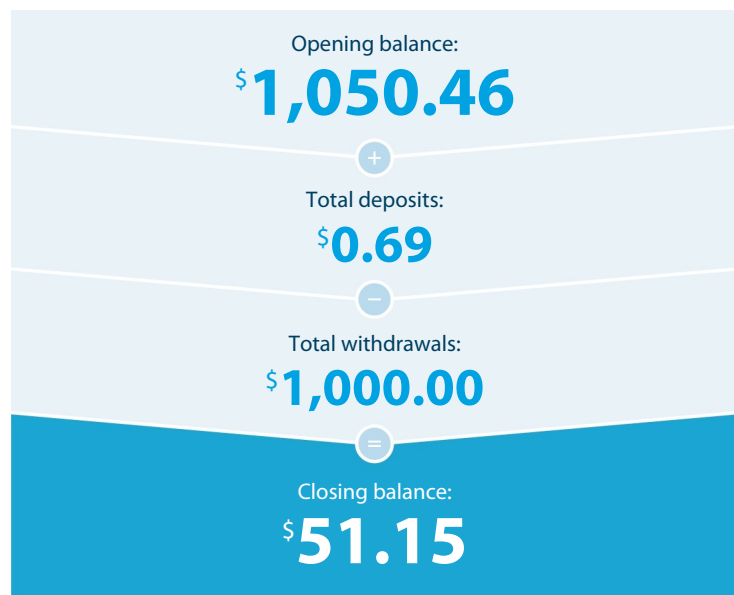 Opening balance:
$1,050.46
+
Total deposits:
$0.69
−
Total withdrawals:
$1,000.00
=
Closing balance:
$51.15